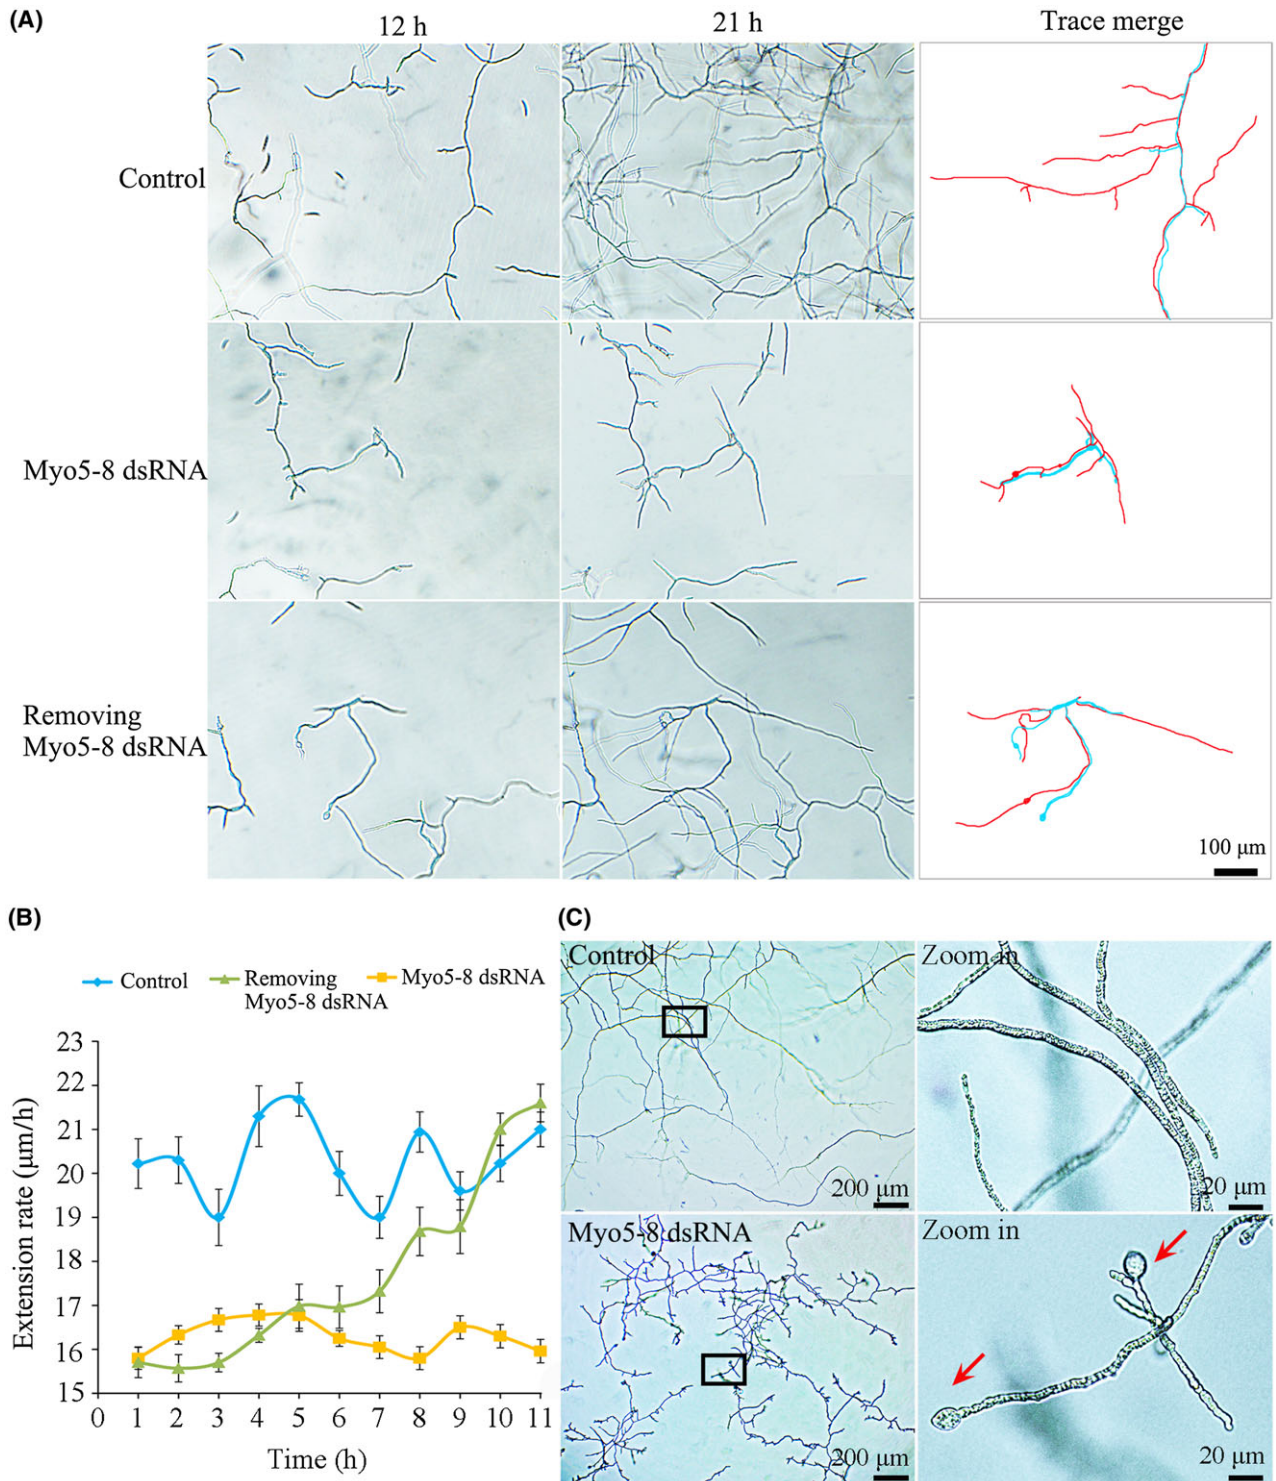 (A)
12 h
21 h
Trace merge
Control
Myo5-8 dsRNA
Removing
Myo5-8 dsRNA
100 µm
(B)
Control
Removing
Myo5-8 dsRNA
Myo5-8 dsRNA
23
22
21
20
19
18
17
16
15
0 1 2 3 4 5 6 7 8 9 10 11
Extension rate (µm/h)
Time (h)
(C)
Control
200 µm
Zoom in
20 µm
Myo5-8 dsRNA
200 µm
Zoom in
20 µm